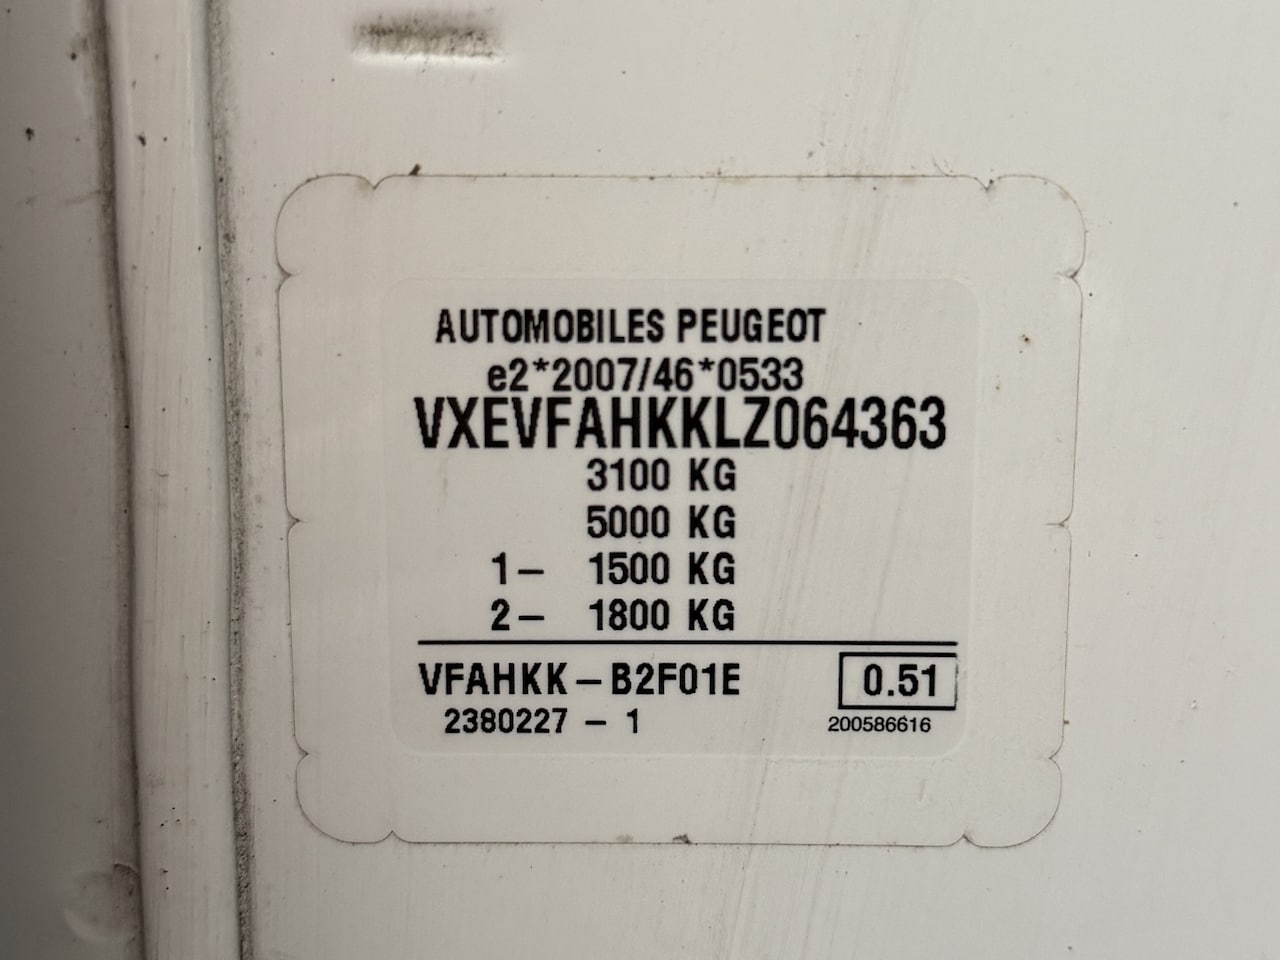 AUTOMOBILES PEUGEOT
e2*2007/46*0533
VXEVFAHKKLZ064363
3100 KG
5000 KG
1– 1500 KG
2– 1800 KG
VFAHKK–B2F01E 0.51
2380227 – 1 200586616